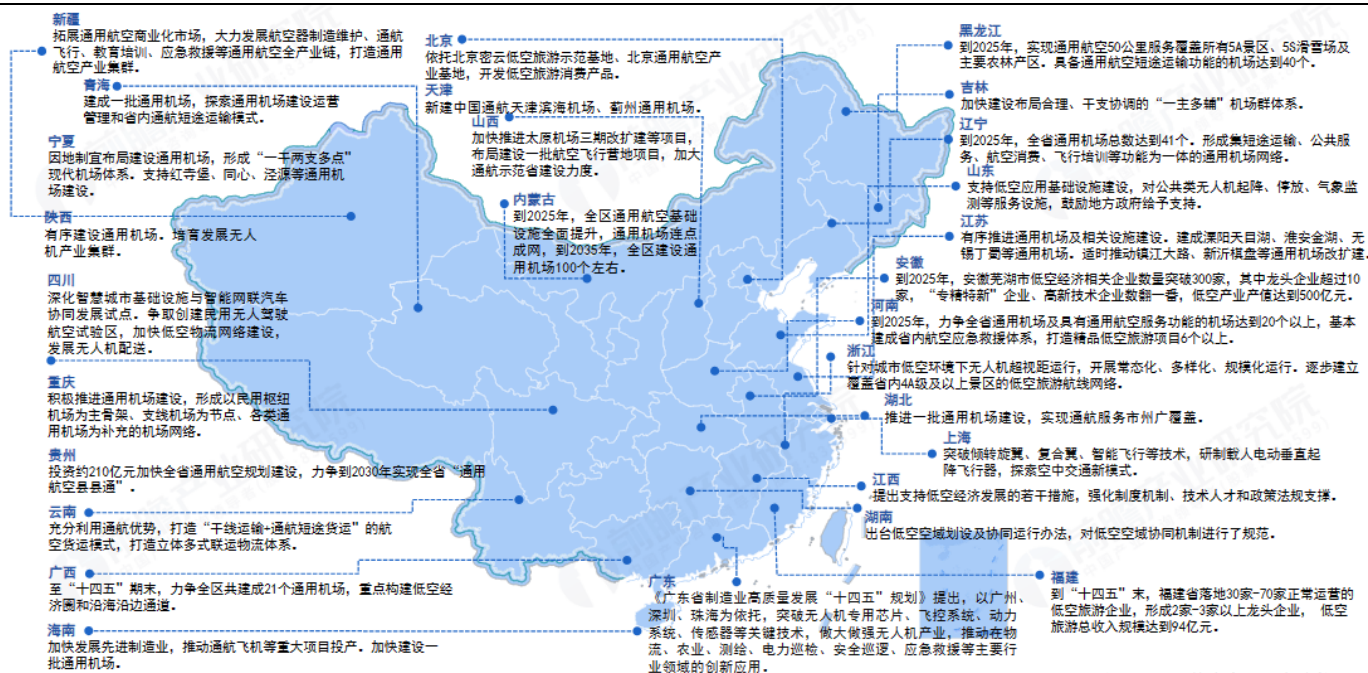 新疆
拓展通用航空商业化市场，大力发展航空器制造维护、通航
飞行、教育培训、应急救援等通用航空全产业链，打造通用
航空产业集群。
青海
建成一批通用机场，探索通用机场建设运营
管理和省内通航短途运输模式。
宁夏
因地制宜布局建设通用机场，形成“一干两支多点”
现代机场体系。支持红寺堡、同心、泾源等通用机
场建设。
陕西
有序建设通用机场。培育发展无人
机产业集群。
四川
深化智慧城市基础设施与智能网联汽车
协同发展试点。争取创建民用无人驾驶
航空试验区，加快低空物流网络建设，
发展无人机配送。
重庆
积极推进通用机场建设，形成以民用枢纽
机场为主骨架、支线机场为节点、各类通
用机场为补充的机场网络。
贵州
投资约210亿元加快全省通用航空规划建设，力争到2030年实现全省“通用
航空县县通”。
云南
充分利用通航优势，打造“干线运输+通航短途货运”的航
空货运模式，打造立体多式联运物流体系。
广西
至“十四五”期末，力争全区共建成21个通用机场，重点构建低空经
济圈和沿海沿边通道。
海南
加快发展先进制造业，推动通航飞机等重大项目投产。加快建设一
批通用机场。
北京
依托北京密云低空旅游示范基地、北京通用航空产
业基地，开发低空旅游消费产品。
天津
新建中国通航天津滨海机场、蓟州通用机场。
山西
加快推进太原机场三期改扩建等项目，
布局建设一批航空飞行营地项目，加大
通航示范省建设力度。
内蒙古
到2025年，全区通用航空基础
设施全面提升，通用机场连点
成网，到2035年，全区建设通
用机场100个左右。
黑龙江
到2025年，实现通用航空50公里服务覆盖所有5A景区、5S滑雪场及
主要农林产区。具备通用航空短途运输功能的机场达到40个。
吉林
加快建设布局合理、干支协调的“一主多辅”机场群体系。
辽宁
到2025年，全省通用机场总数达到41个。形成集短途运输、公共服
务、航空消费、飞行培训等功能为一体的通用机场网络。
山东
支持低空应用基础设施建设，对公共类无人机起降、停放、气象监
测等服务设施，鼓励地方政府给予支持。
江苏
有序推进通用机场及相关设施建设。建成溧阳天目湖、淮安金湖、无
锡丁蜀等通用机场。适时推动镇江大路、新沂棋盘等通用机场改扩建.
安徽
到2025年，安徽芜湖市低空经济相关企业数量突破300家，其中龙头企业超过10
家，“专精特新”企业、高新技术企业数翻一番，低空产业产值达到500亿元。
河南
到2025年，力争全省通用机场及具有通用航空服务功能的机场达到20个以上，基本
建成省内航空应急救援体系，打造精品低空旅游项目6个以上。
浙江
针对城市低空环境下无人机超视距运行，开展常态化、多样化、规模化运行。逐步建立
覆盖省内4A级及以上景区的低空旅游航线网络。
湖北
推进一批通用机场建设，实现通航服务市州广覆盖。
上海
突破倾转旋翼、复合翼、智能飞行等技术，研制载人电动垂直起
降飞行器，探索空中交通新模式。
江西
提出支持低空经济发展的若干措施，强化制度机制、技术人才和政策法规支撑。
湖南
出台低空空域划设及协同运行办法，对低空空域协同机制进行了规范。
福建
到“十四五”末，福建省落地30家-70家正常运营的
低空旅游企业，形成2家-3家以上龙头企业， 低空
旅游总收入规模达到94亿元。
广东
《广东省制造业高质量发展“十四五”规划》提出，以广州、
深圳、珠海为依托，突破无人机专用芯片、飞控系统、动力
系统、传感器等关键技术，做大做强无人机产业，推动在物
流、农业、测绘、电力巡检、安全巡逻、应急救援等主要行
业领域的创新应用。
前瞻产业研究院